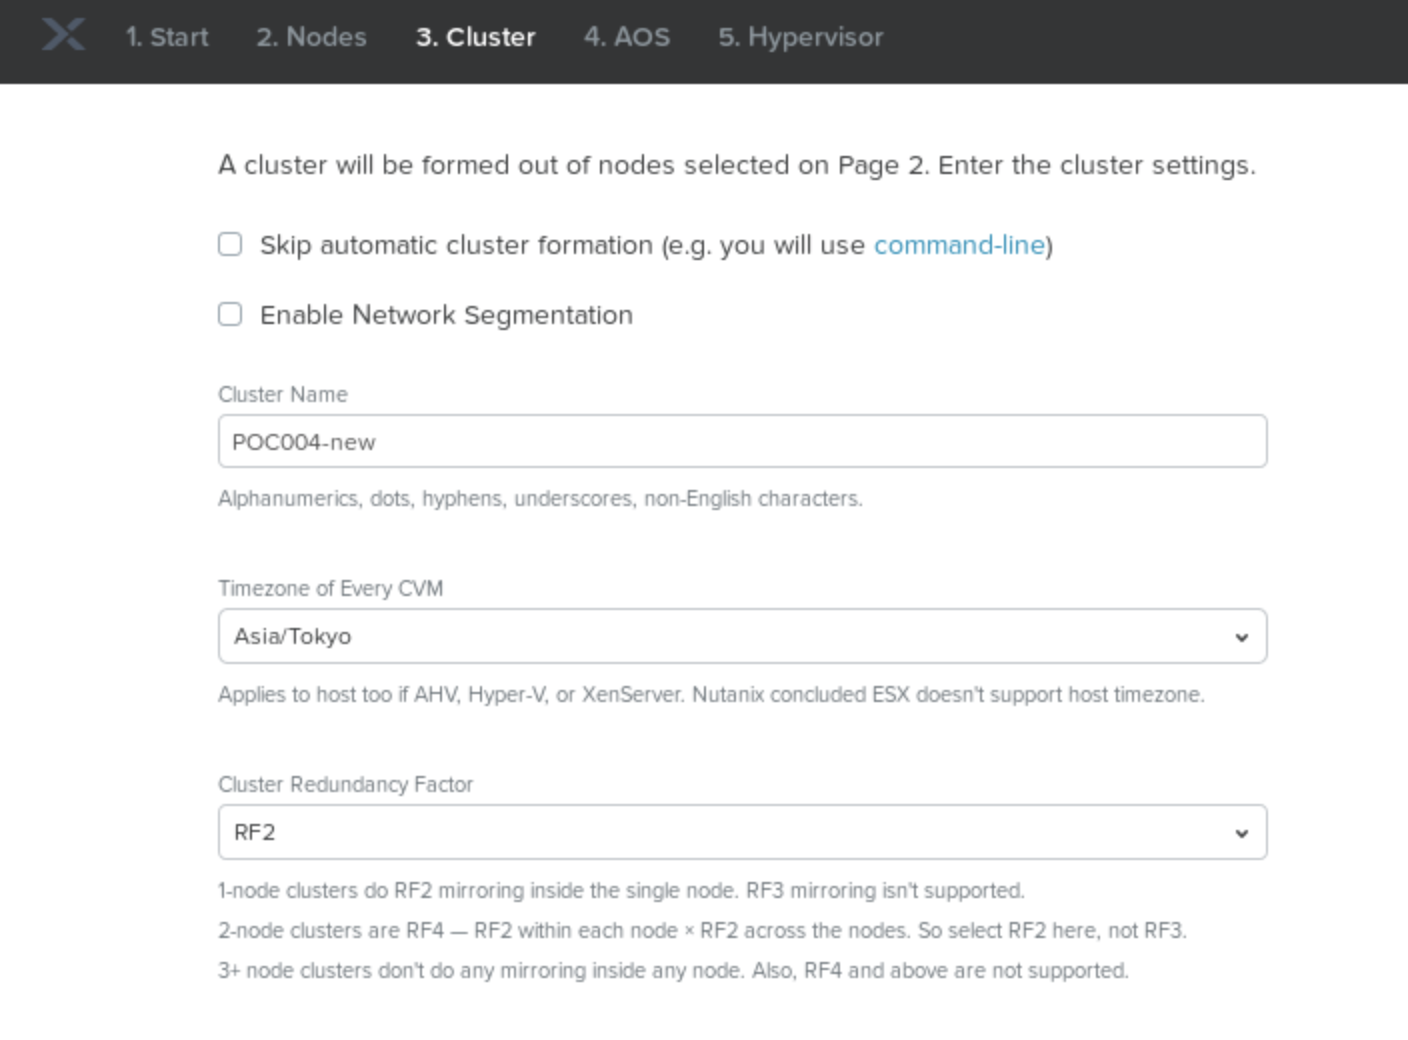 1. Start 2. Nodes 3. Cluster 4. AOS 5. Hypervisor
A cluster will be formed out of nodes selected on Page 2. Enter the cluster settings.
Skip automatic cluster formation (e.g. you will use command-line)
Enable Network Segmentation
Cluster Name
POC004-new
Alphanumerics, dots, hyphens, underscores, non-English characters.
Timezone of Every CVM
Asia/Tokyo
Applies to host too if AHV, Hyper-V, or XenServer. Nutanix concluded ESX doesn't support host timezone.
Cluster Redundancy Factor
RF2
1-node clusters do RF2 mirroring inside the single node. RF3 mirroring isn't supported.
2-node clusters are RF4 — RF2 within each node × RF2 across the nodes. So select RF2 here, not RF3.
3+ node clusters don't do any mirroring inside any node. Also, RF4 and above are not supported.